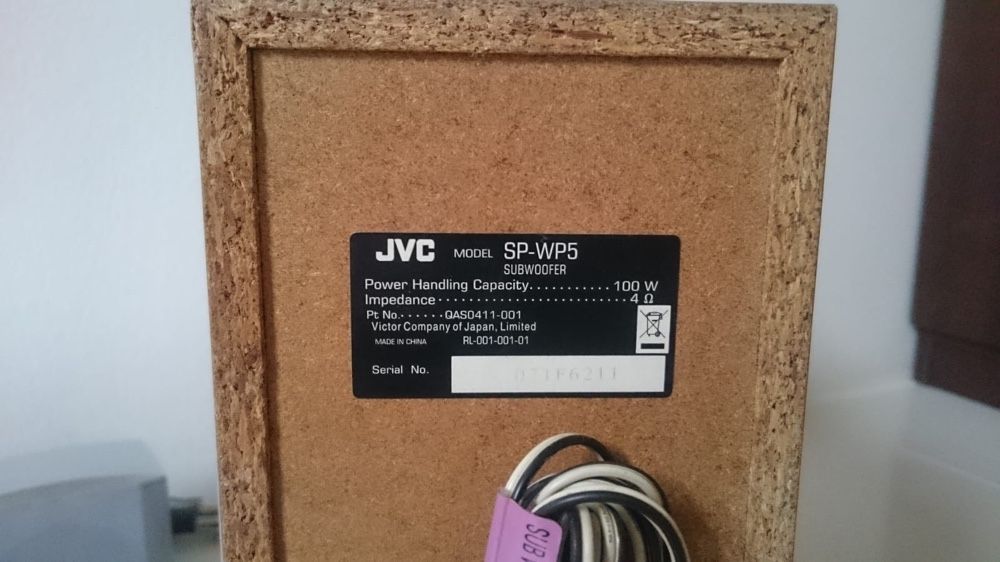 JVC MODEL SP-WP5
SUBWOOFER
Power Handling Capacity........... 100 W
Impedance......................... 4 Ω
Pt No....... QAS0411-001
Victor Company of Japan, Limited
MADE IN CHINA RL-001-001-01
Serial No.